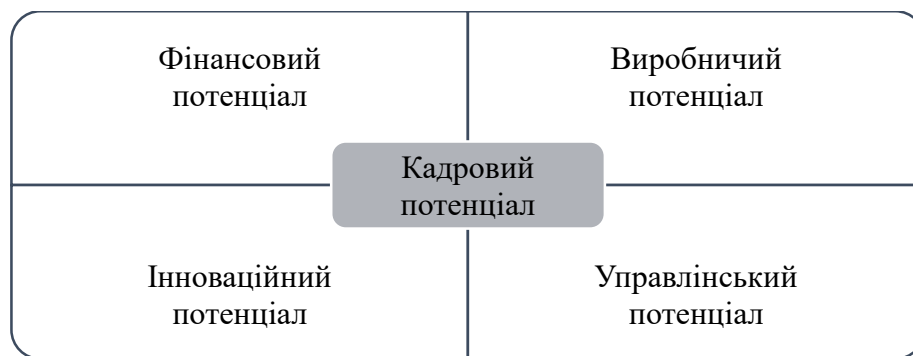 Фінансовий
потенціал
Виробничий
потенціал
Кадровий
потенціал
Інноваційний
потенціал
Управлінський
потенціал